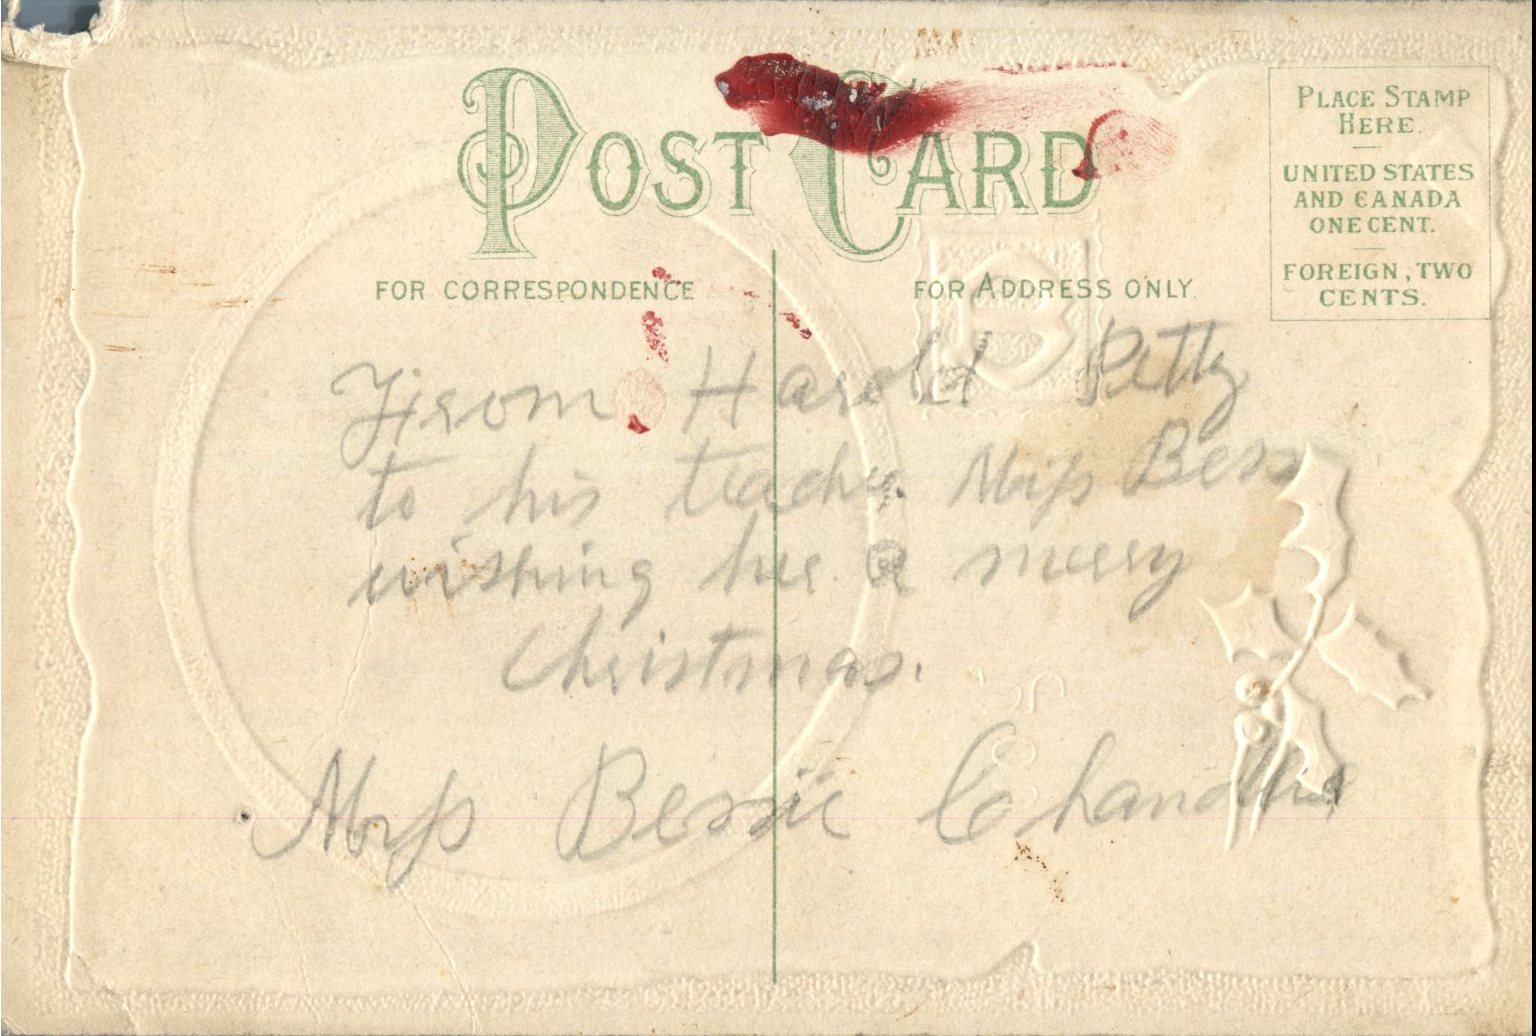 POST CARD
PLACE STAMP
HERE.
UNITED STATES
AND CANADA
ONE CENT.
FOREIGN, TWO
CENTS.
FOR CORRESPONDENCE
FOR ADDRESS ONLY.
From Harold Petty
to his teacher Miss Bess
wishing her a merry
Christmas.
Miss Bessie Chandler